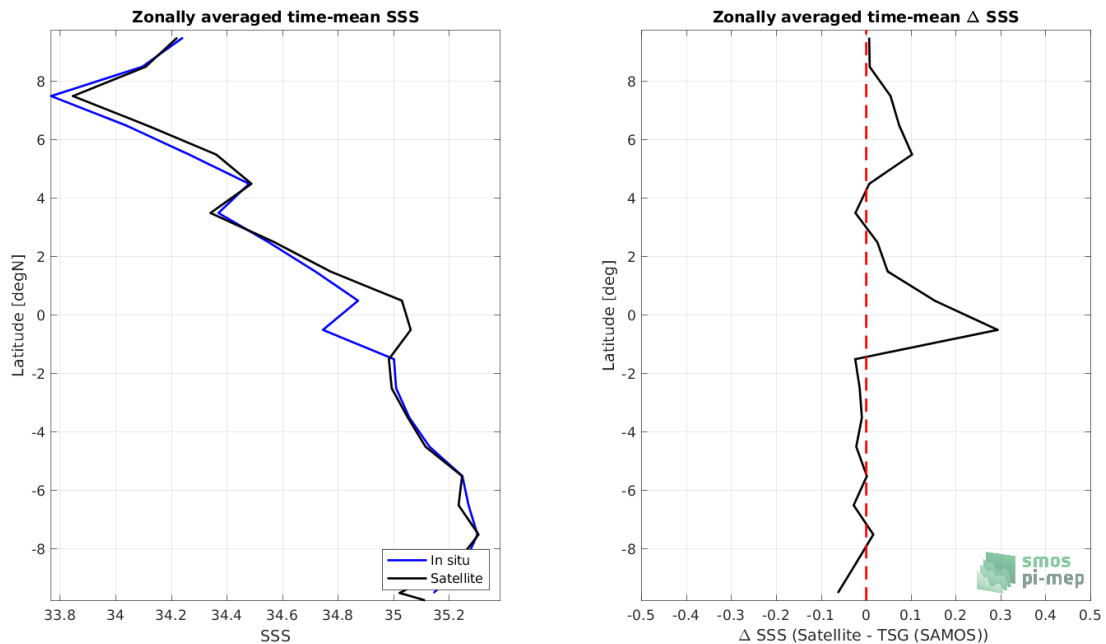 Zonally averaged time-mean SSS
Latitude [degN]
8
6
4
2
0
-2
-4
-6
-8
33.8 34 34.2 34.4 34.6 34.8 35 35.2
SSS
In situ
Satellite
Zonally averaged time-mean Δ SSS
Latitude [deg]
8
6
4
2
0
-2
-4
-6
-8
-0.5 -0.4 -0.3 -0.2 -0.1 0 0.1 0.2 0.3 0.4 0.5
Δ SSS (Satellite - TSG (SAMOS))
smos
pi-mep